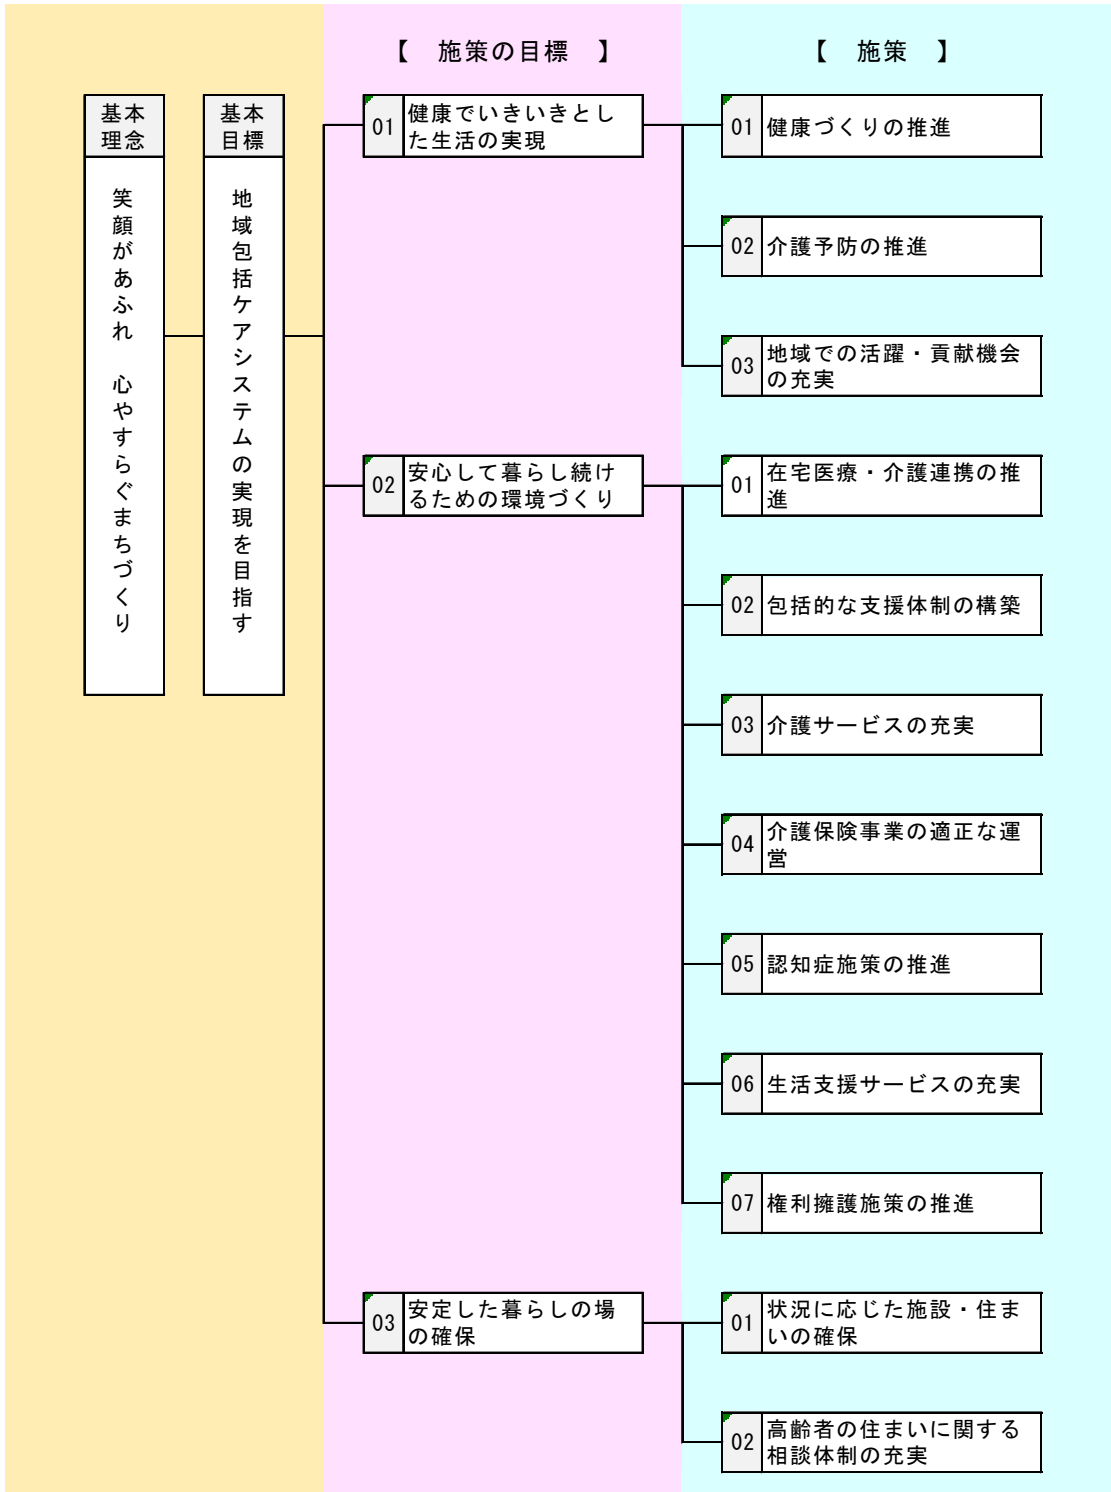 【　施策の目標　】
【　施策　】
基本
理念
笑顔があふれ　心やすらぐまちづくり
基本
目標
地域包括ケアシステムの実現を目指す
01
健康でいきいきとし
た生活の実現
01
健康づくりの推進
02
介護予防の推進
03
地域での活躍・貢献機会
の充実
02
安心して暮らし続け
るための環境づくり
01
在宅医療・介護連携の推
進
02
包括的な支援体制の構築
03
介護サービスの充実
04
介護保険事業の適正な運
営
05
認知症施策の推進
06
生活支援サービスの充実
07
権利擁護施策の推進
03
安定した暮らしの場
の確保
01
状況に応じた施設・住ま
いの確保
02
高齢者の住まいに関する
相談体制の充実